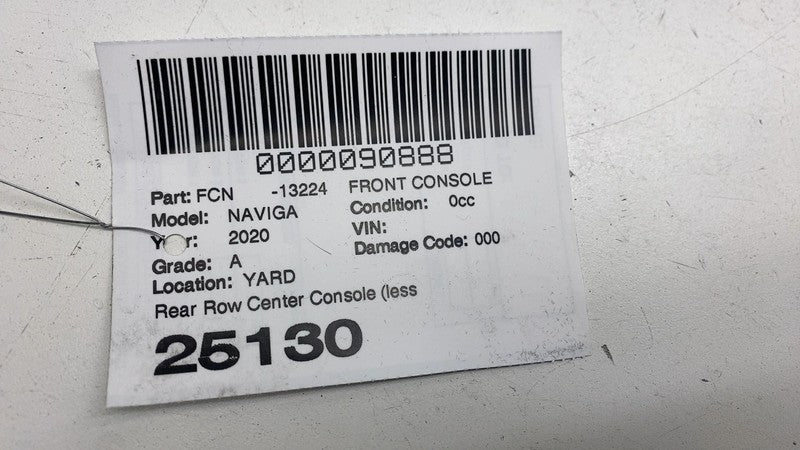 0000090888
Part: FCN -13224 FRONT CONSOLE
Model: NAVIGA Condition: 0cc
Year: 2020 VIN:
Grade: A Damage Code: 000
Location: YARD
Rear Row Center Console (less
25130